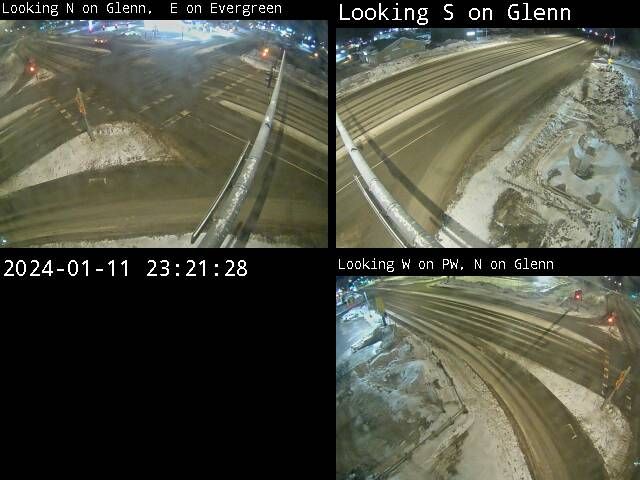 Looking N on Glenn,  E on Evergreen
Looking S on Glenn
2024-01-11 23:21:28
Looking W on PW, N on Glenn